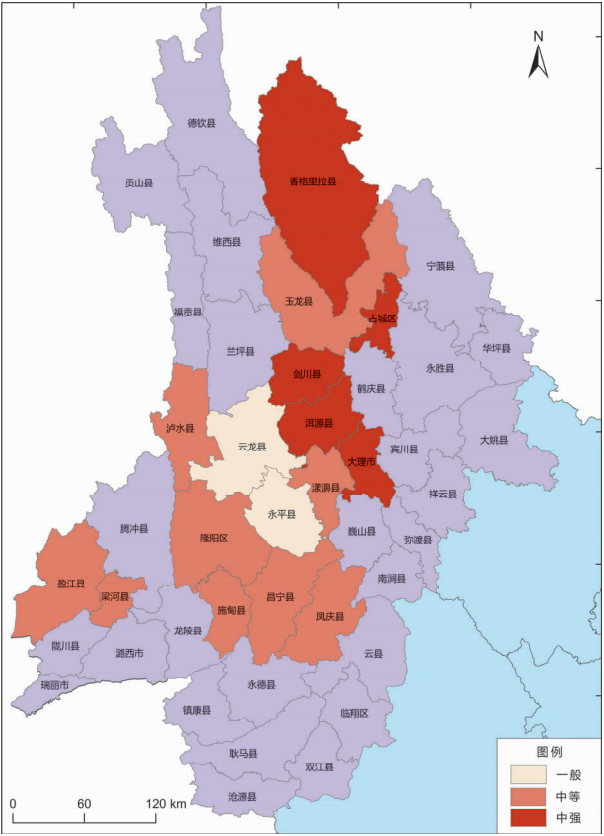 N
德钦县
贡山县
香格里拉县
维西县
宁蒗县
玉龙县
福贡县
古城区
兰坪县
华坪县
永胜县
剑川县
鹤庆县
泸水县
洱源县
大姚县
云龙县
宾川县
大理市
漾濞县
祥云县
永平县
腾冲县
巍山县
隆阳区
弥渡县
盈江县
南涧县
梁河县
昌宁县
施甸县
凤庆县
龙陵县
陇川县
潞西市
云县
瑞丽市
永德县
镇康县
临翔区
耿马县
双江县
沧源县
图例
一般
中等
中强
0 60 120 km